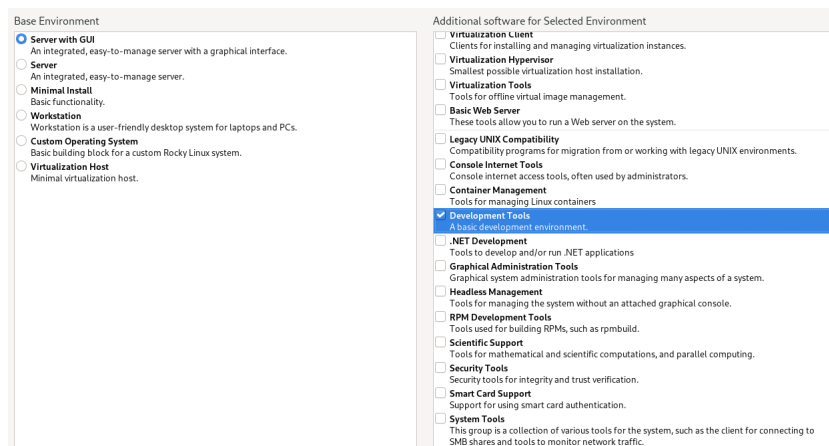 Base Environment
Server with GUI
An integrated, easy-to-manage server with a graphical interface.
Server
An integrated, easy-to-manage server.
Minimal Install
Basic functionality.
Workstation
Workstation is a user-friendly desktop system for laptops and PCs.
Custom Operating System
Basic building block for a custom Rocky Linux system.
Virtualization Host
Minimal virtualization host.
Additional software for Selected Environment
Virtualization Client
Clients for installing and managing virtualization instances.
Virtualization Hypervisor
Smallest possible virtualization host installation.
Virtualization Tools
Tools for offline virtual image management.
Basic Web Server
These tools allow you to run a Web server on the system.
Legacy UNIX Compatibility
Compatibility programs for migration from or working with legacy UNIX environments.
Console Internet Tools
Console internet access tools, often used by administrators.
Container Management
Tools for managing Linux containers
Development Tools
A basic development environment.
.NET Development
Tools to develop and/or run .NET applications
Graphical Administration Tools
Graphical system administration tools for managing many aspects of a system.
Headless Management
Tools for managing the system without an attached graphical console.
RPM Development Tools
Tools used for building RPMs, such as rpmbuild.
Scientific Support
Tools for mathematical and scientific computations, and parallel computing.
Security Tools
Security tools for integrity and trust verification.
Smart Card Support
Support for using smart card authentication.
System Tools
This group is a collection of various tools for the system, such as the client for connecting to
SMB shares and tools to monitor network traffic.